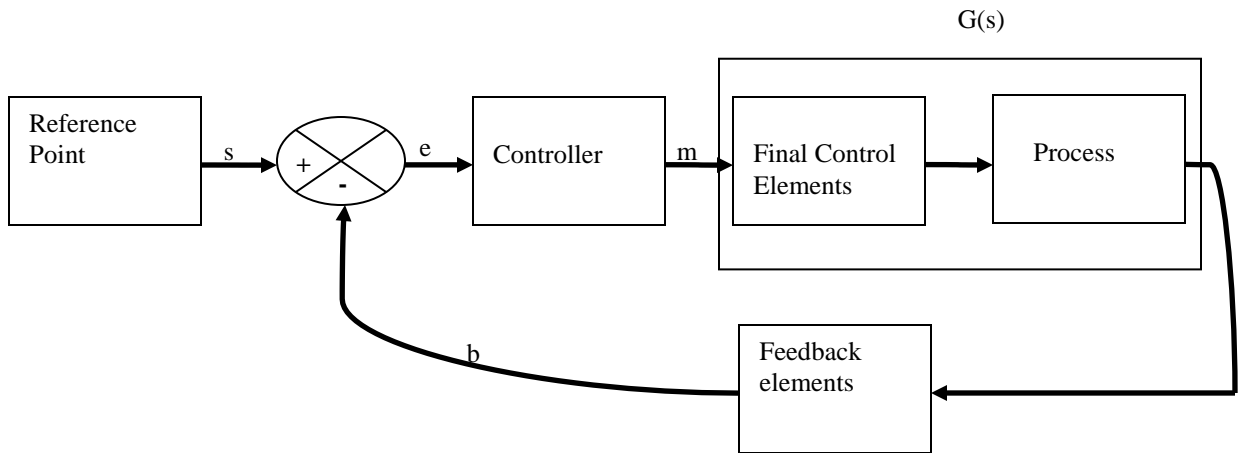 G(s)
Reference
Point
s
+
-
e
Controller
m
Final Control
Elements
Process
b
Feedback
elements